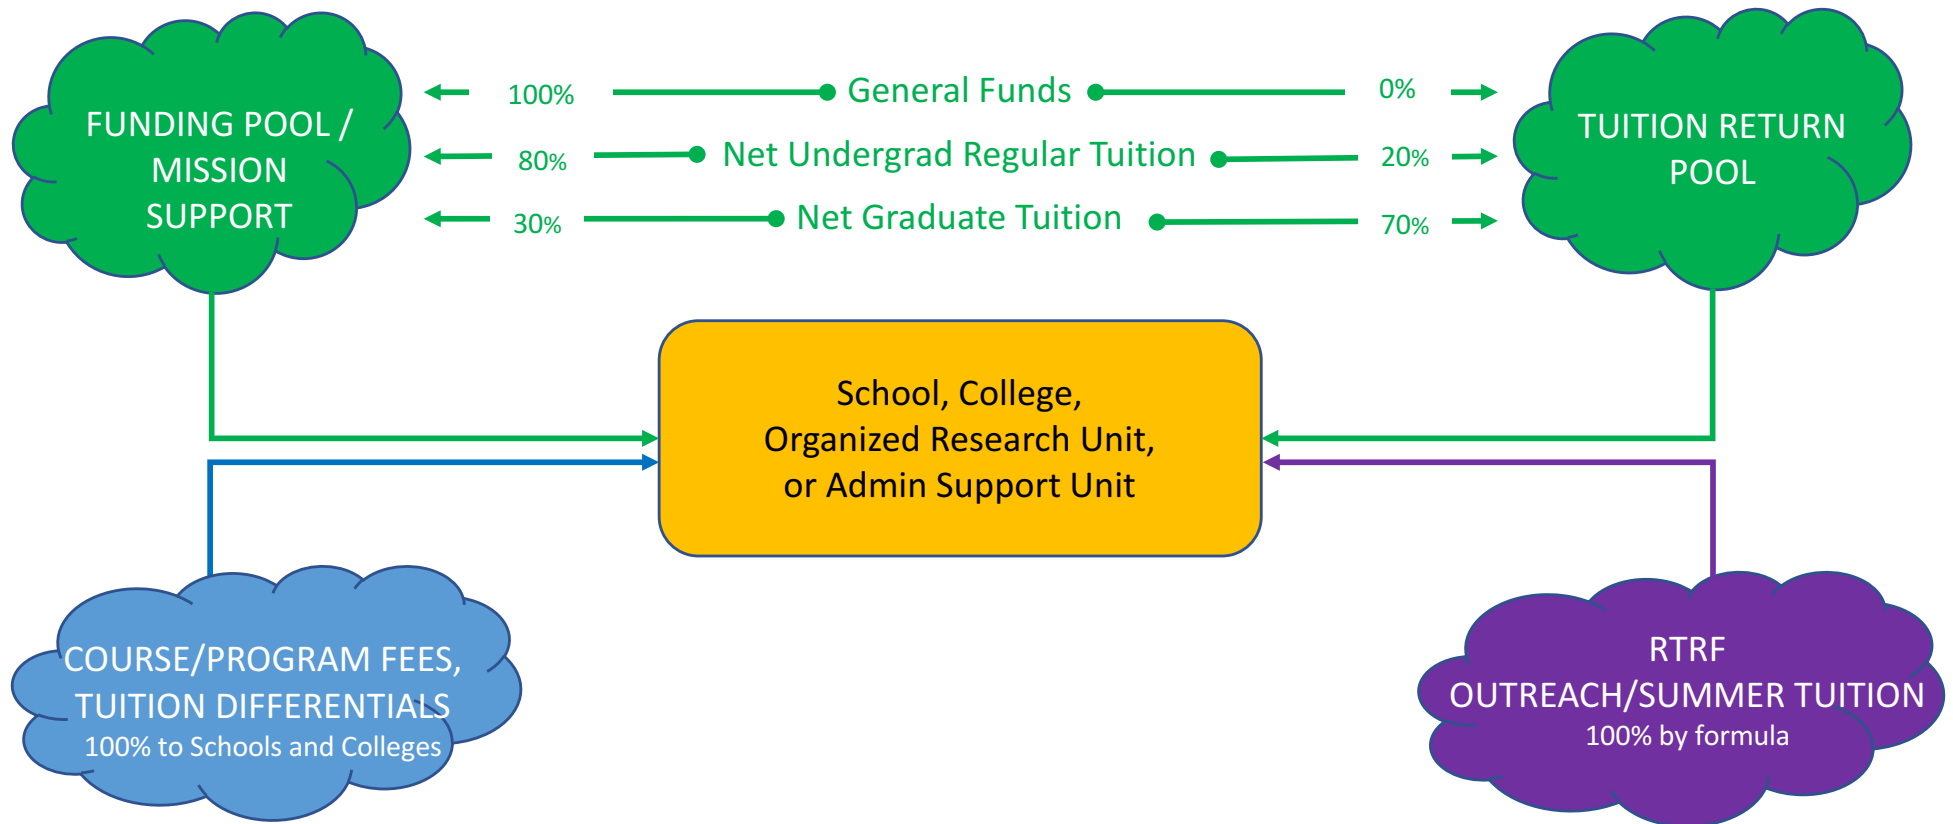 FUNDING POOL /
MISSION
SUPPORT
100%
General Funds
0%
80%
Net Undergrad Regular Tuition
20%
30%
Net Graduate Tuition
70%
TUITION RETURN
POOL
School, College,
Organized Research Unit,
or Admin Support Unit
COURSE/PROGRAM FEES,
TUITION DIFFERENTIALS
100% to Schools and Colleges
RTRF
OUTREACH/SUMMER TUITION
100% by formula